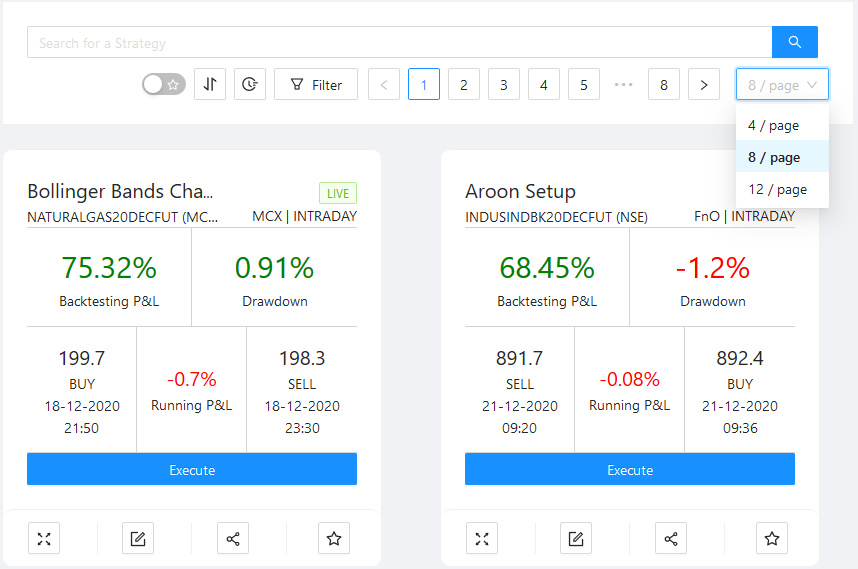 Search for a Strategy
Filter
1 2 3 4 5 ••• 8
8 / page
4 / page
8 / page
12 / page
Bollinger Bands Cha...
LIVE
NATURALGAS20DECFUT (MC...
MCX | INTRADAY
75.32%
Backtesting P&L
0.91%
Drawdown
199.7
BUY
18-12-2020
21:50
-0.7%
Running P&L
198.3
SELL
18-12-2020
23:30
Execute
Aroon Setup
INDUSINDBK20DECFUT (NSE)
FnO | INTRADAY
68.45%
Backtesting P&L
-1.2%
Drawdown
891.7
SELL
21-12-2020
09:20
-0.08%
Running P&L
892.4
BUY
21-12-2020
09:36
Execute